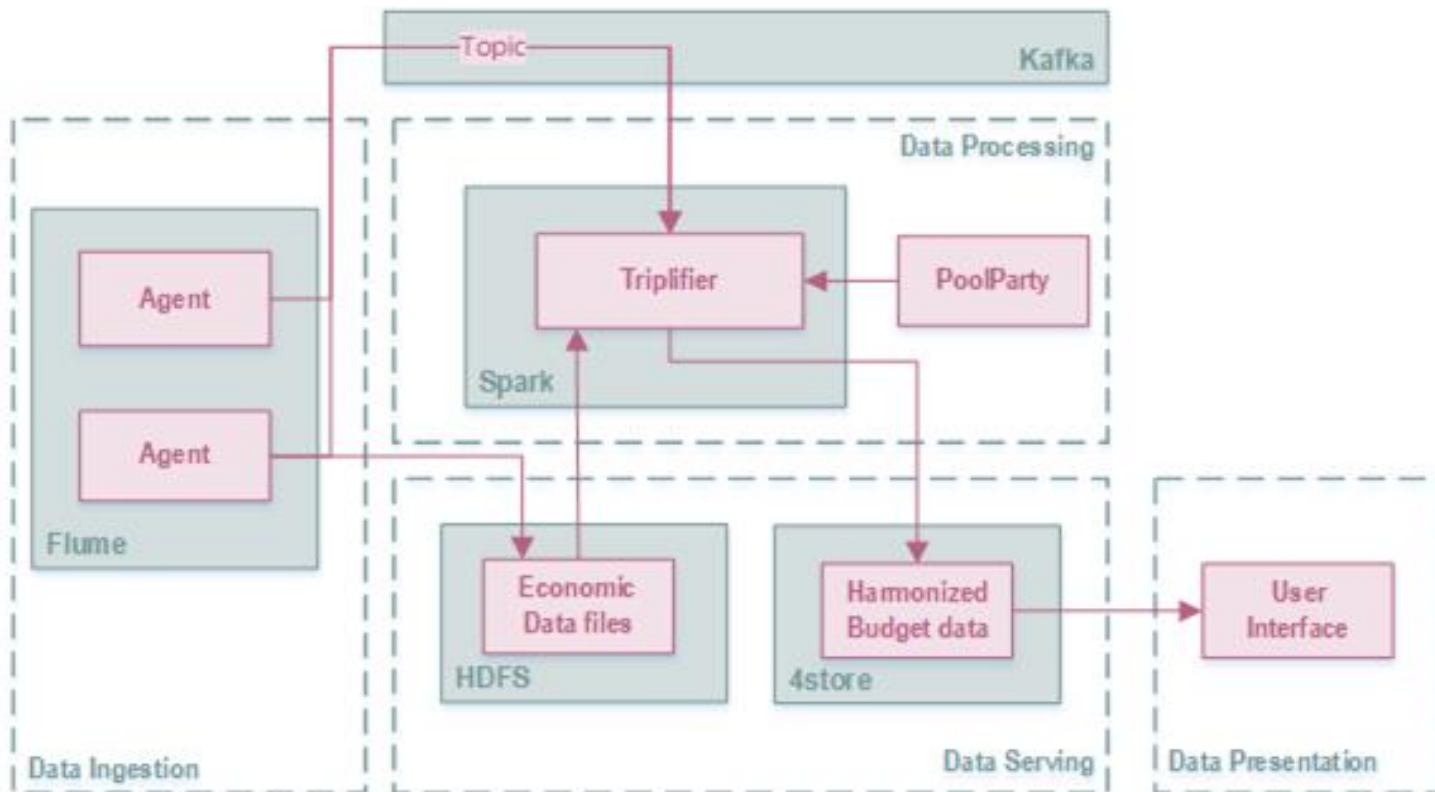 Topic
Kafka
Data Processing
Agent
Triplifier
PoolParty
Spark
Agent
Flume
Economic
Data files
HDFS
Harmonized
Budget data
4store
User
Interface
Data Ingestion
Data Serving
Data Presentation